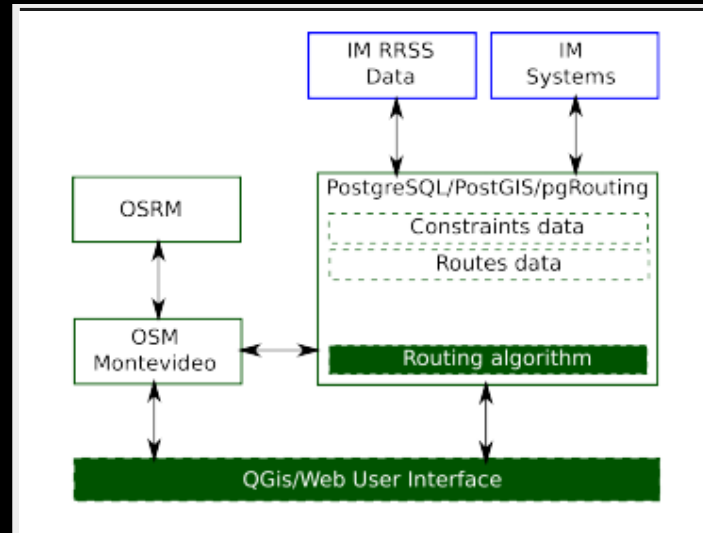 IM RRSS
Data
IM
Systems
OSRM
PostgreSQL/PostGIS/pgRouting
Constraints data
Routes data
OSM
Montevideo
Routing algorithm
QGis/Web User Interface